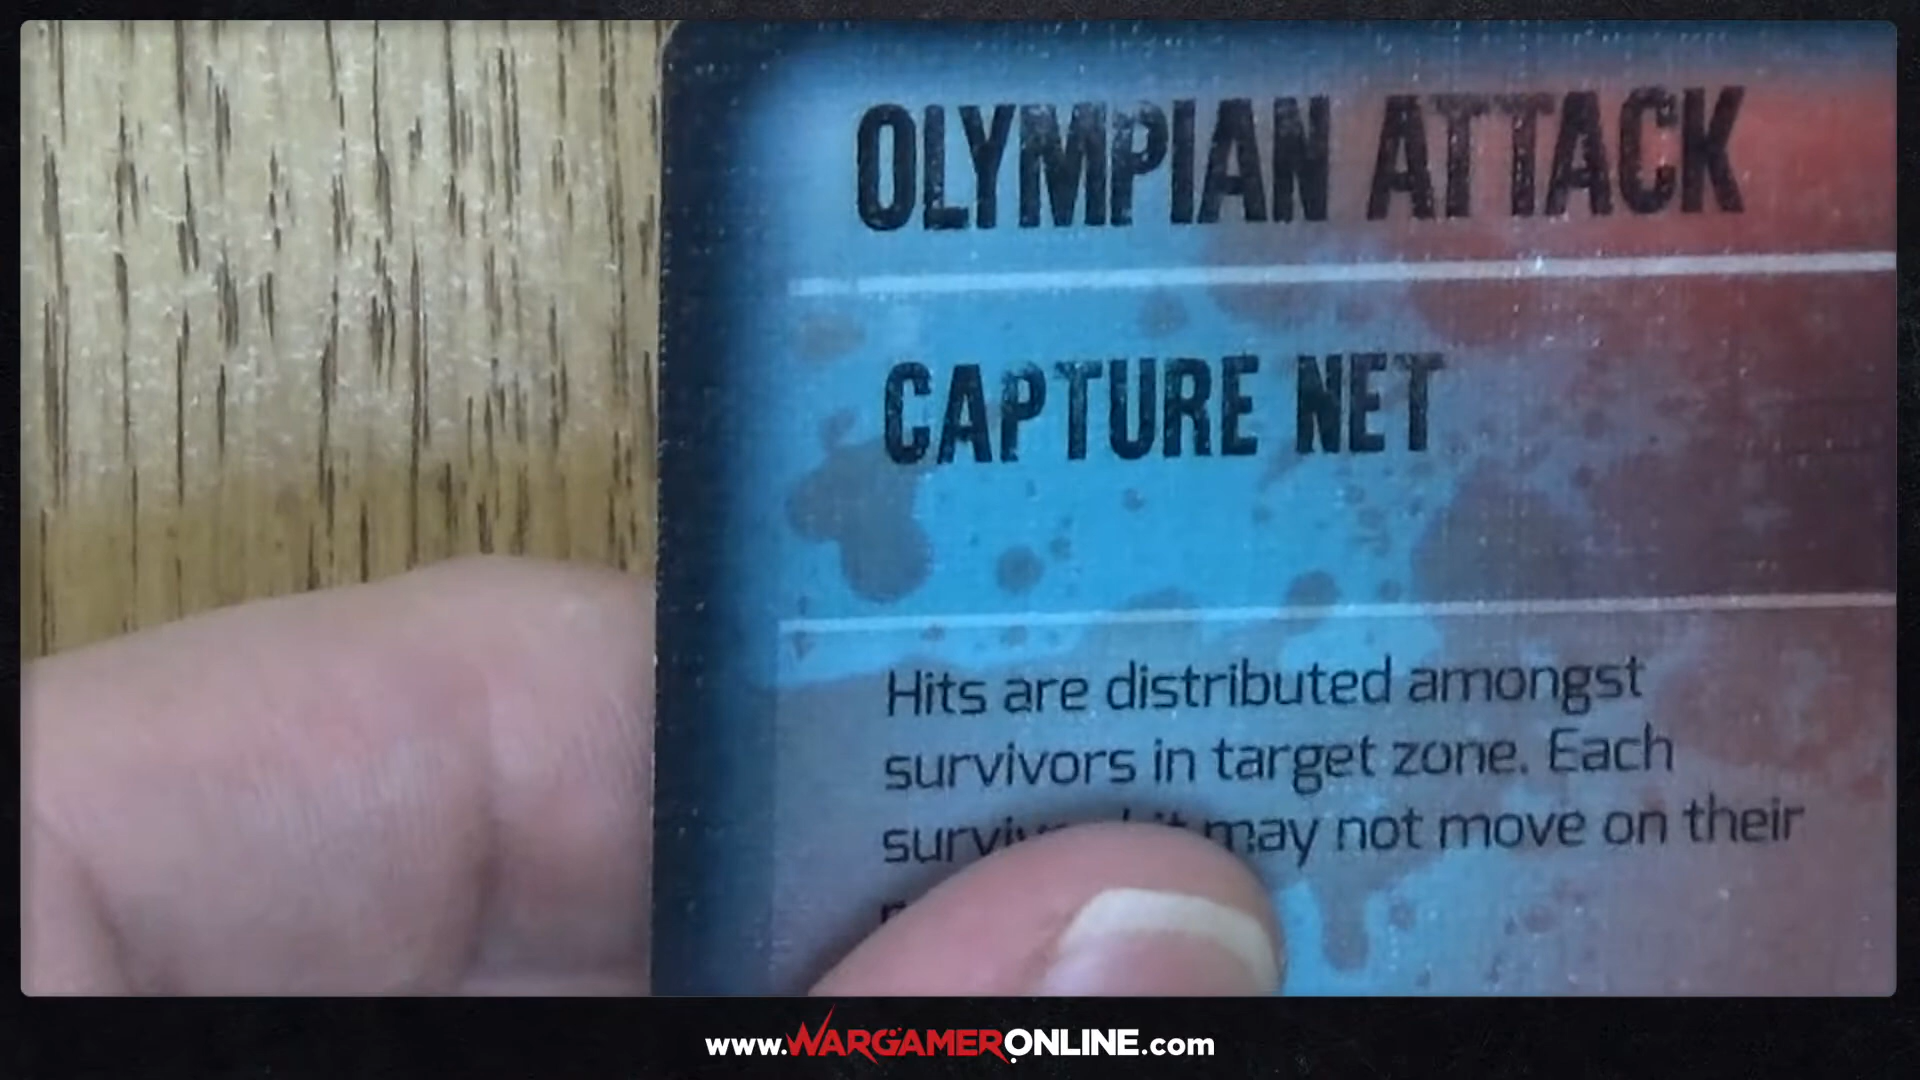 OLYMPIAN ATTACK
CAPTURE NET
Hits are distributed amongst
survivors in target zone. Each
may not move on their
www.WARGAMERONLINE.com